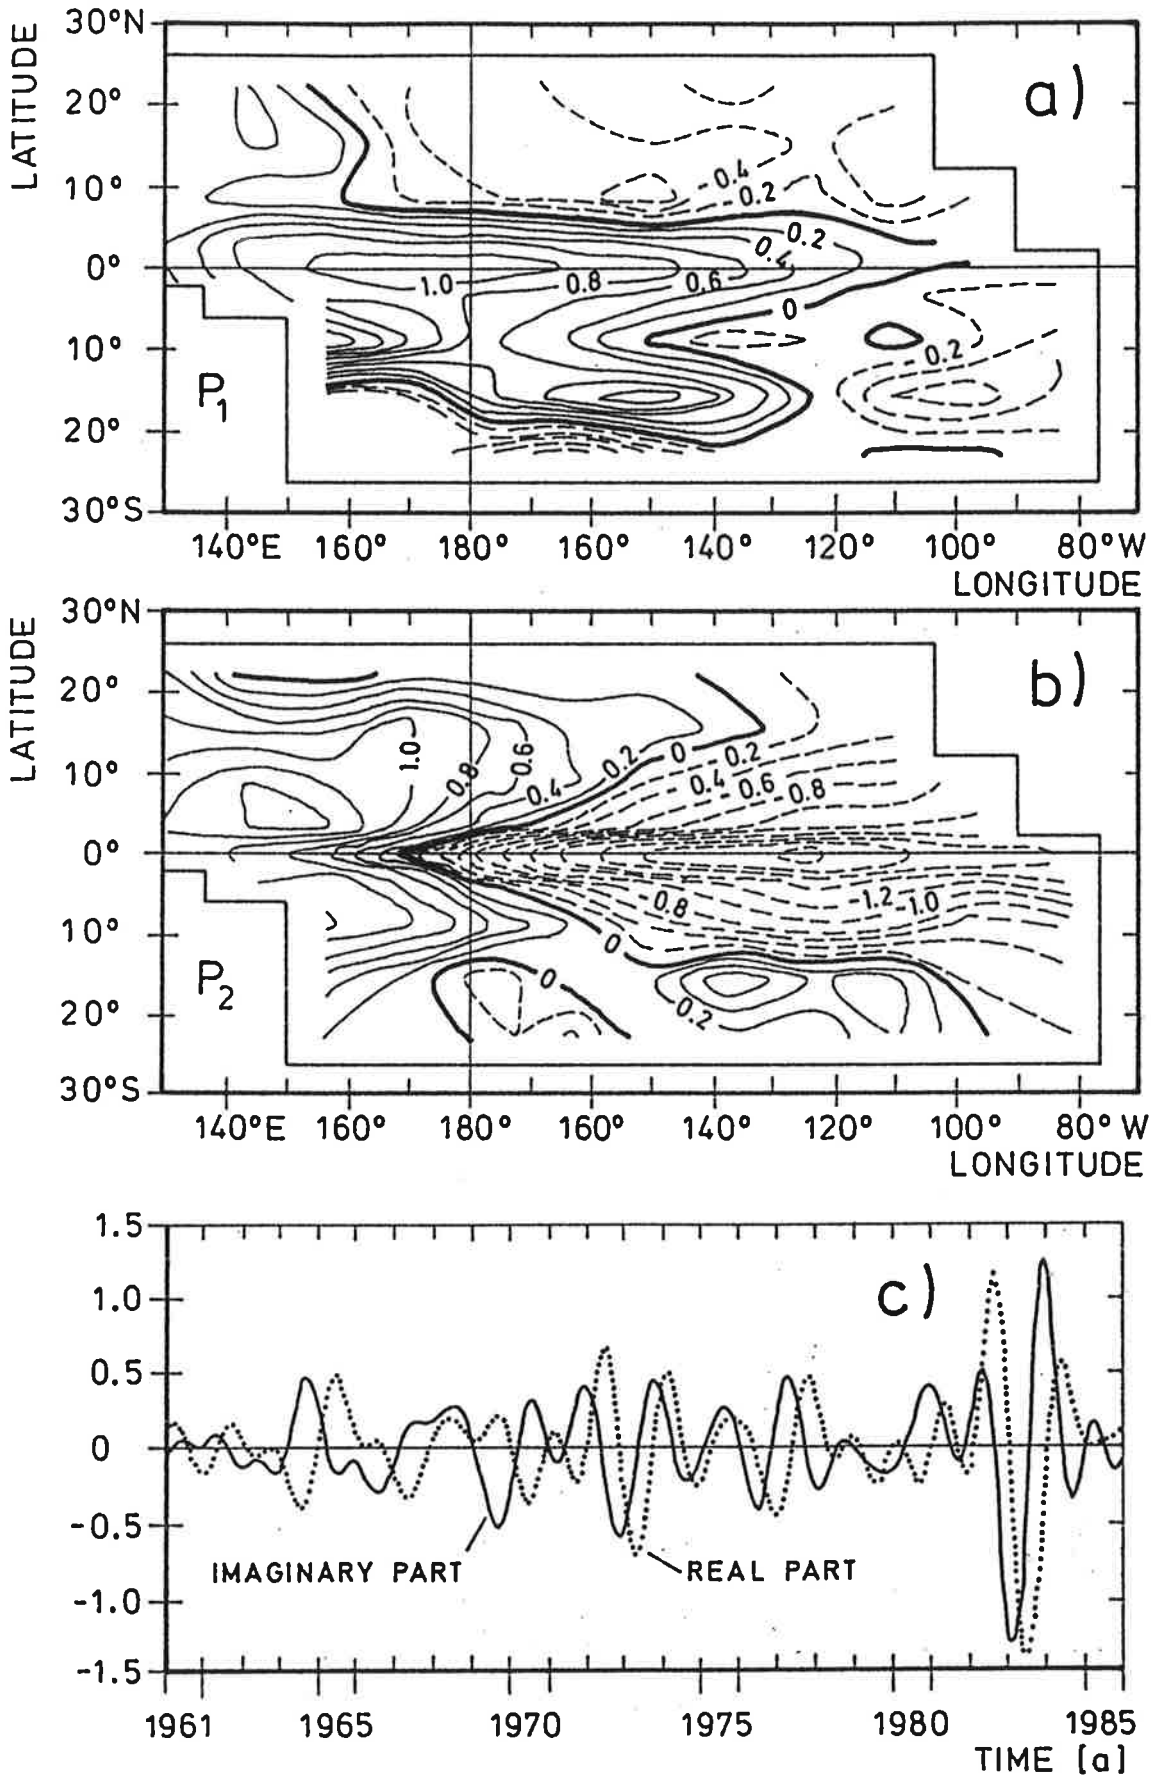 30°N
LATITUDE
20°
10°
0°
10°
20°
30°S
a)
-0.4
-0.2
0.2
0.4
1.0
0.8
0.6
0
-0.2
P1
140°E 160° 180° 160° 140° 120° 100° 80°W
LONGITUDE
30°N
LATITUDE
20°
10°
0°
10°
20°
30°S
b)
1.0
0.8
0.6
0.4
0.2
0
-0.2
-0.4
-0.6
-0.8
-0.8
-1.2
-1.0
0
0
0.2
P2
140°E 160° 180° 160° 140° 120° 100° 80°W
LONGITUDE
1.5
1.0
0.5
0
-0.5
-1.0
-1.5
c)
IMAGINARY PART
REAL PART
1961 1965 1970 1975 1980 1985
TIME [a]